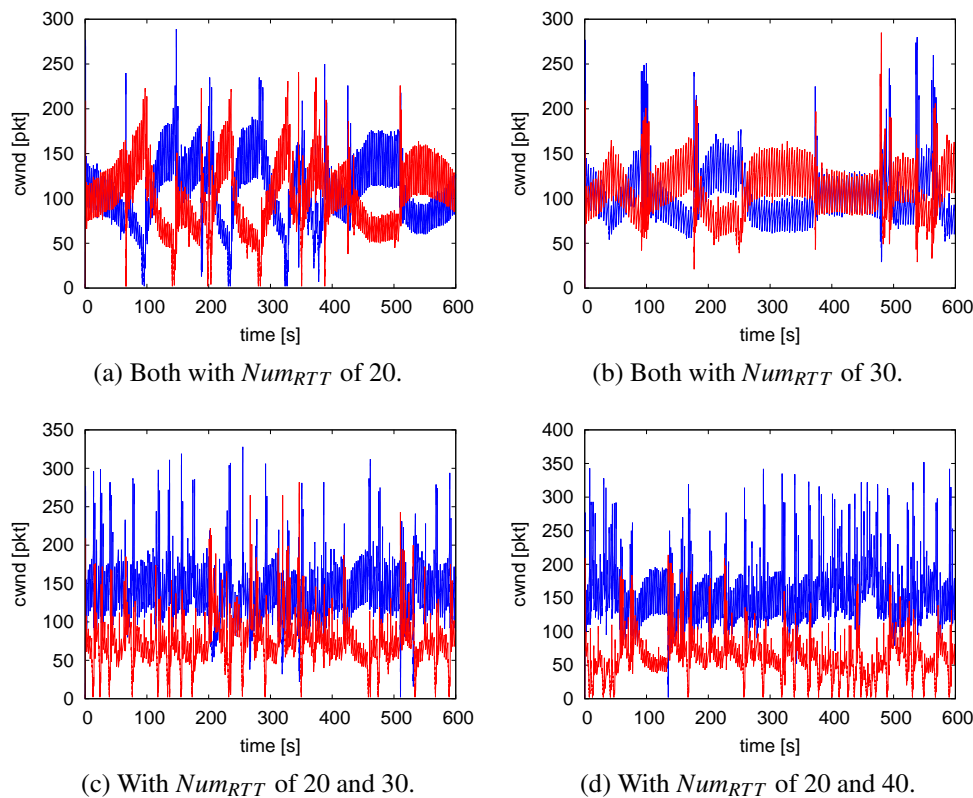 300
250
200
150
100
50
0
cwnd [pkt]
0 100 200 300 400 500 600
time [s]
(a) Both with Num_RTT of 20.
300
250
200
150
100
50
0
cwnd [pkt]
0 100 200 300 400 500 600
time [s]
(b) Both with Num_RTT of 30.
350
300
250
200
150
100
50
0
cwnd [pkt]
0 100 200 300 400 500 600
time [s]
(c) With Num_RTT of 20 and 30.
400
350
300
250
200
150
100
50
0
cwnd [pkt]
0 100 200 300 400 500 600
time [s]
(d) With Num_RTT of 20 and 40.